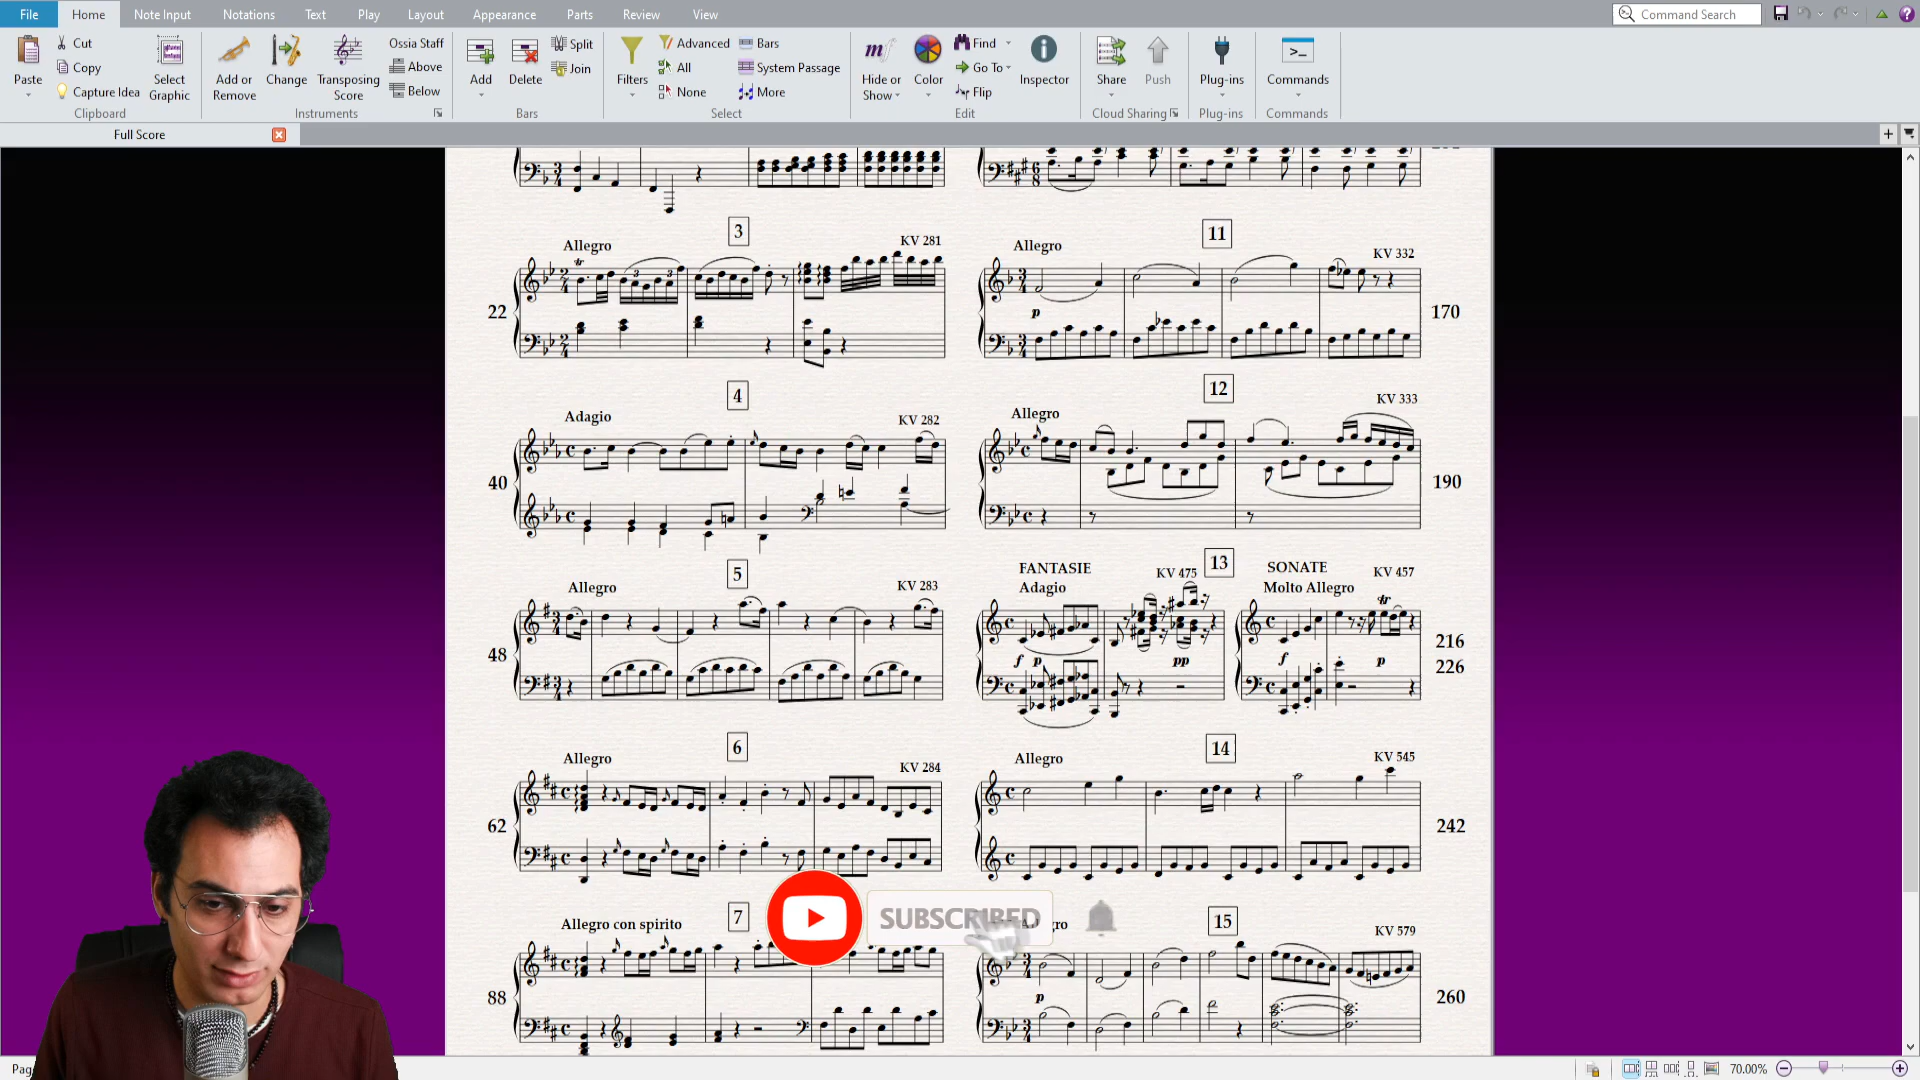 File Home Note Input Notations Text Play Layout Appearance Parts Review View Command Search
Paste Cut Copy Capture Idea Select Graphic Clipboard
Add or Remove Change Transposing Score Ossia Staff Above Below Instruments
Add Delete Split Join Bars
Filters Advanced All None Bars System Passage More Select
Hide or Show Color Find Go To Flip Inspector Edit
Share Push Cloud Sharing
Plug-ins Plug-ins
Commands Commands
Full Score
3
Allegro KV 281
22
4
Adagio KV 282
40
5
Allegro KV 283
48
6
Allegro KV 284
62
7
Allegro con spirito
88
11
Allegro KV 332
p
170
12
Allegro KV 333
190
FANTASIE KV 475 13 SONATE KV 457
Adagio Molto Allegro
f p pp f p
216
226
14
Allegro KV 545
242
15
KV 579
p
260
SUBSCRIBED
70.00%